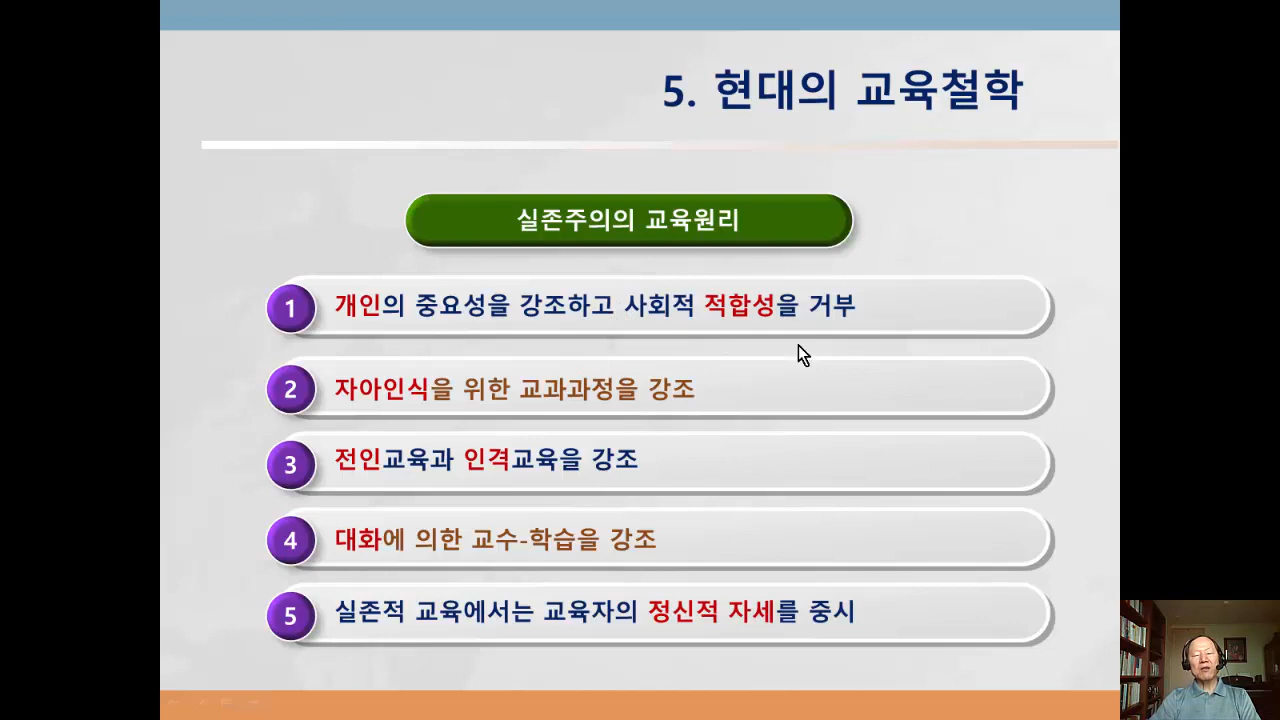 5. 현대의 교육철학
실존주의의 교육원리
1 개인의 중요성을 강조하고 사회적 적합성을 거부
2 자아인식을 위한 교과과정을 강조
3 전인교육과 인격교육을 강조
4 대화에 의한 교수-학습을 강조
5 실존적 교육에서는 교육자의 정신적 자세를 중시